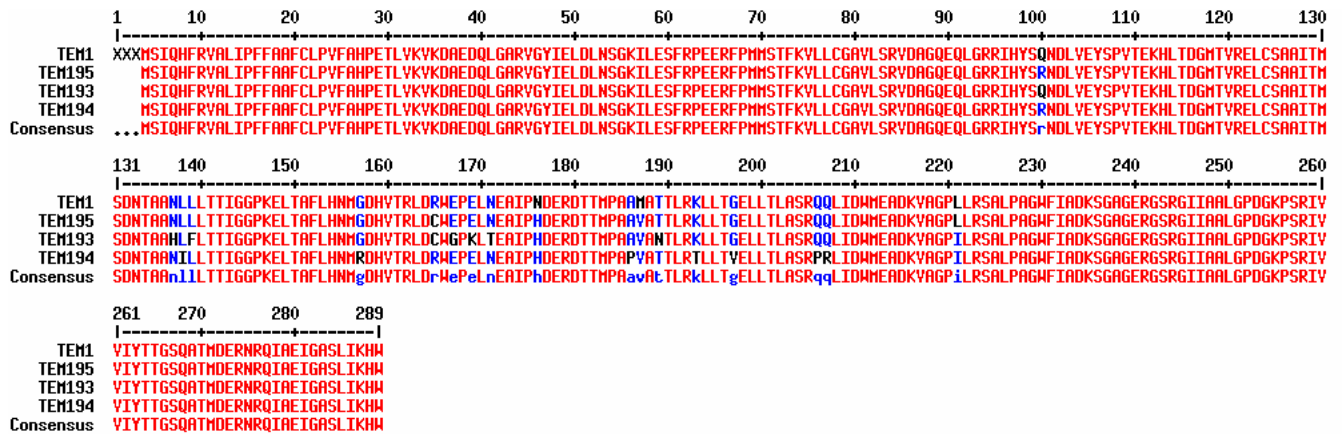 1 10 20 30 40 50 60 70 80 90 100 110 120 130
|--------+---------+---------+---------+---------+---------+---------+---------+---------+---------+---------+---------+---------|
TEM1 XXXMSIQHFRVALIPFFAAFCLPVFAHPETLVKVKDAEDQLGARVGYIELDLNSGKILESFRPEERFPMMSTFKVLLCGAVLSRVDAGQEQLGRRIHYSQNDLVEYSPVTEKHLTDGMTVRELCSAAITM
TEM195 MSIQHFRVALIPFFAAFCLPVFAHPETLVKVKDAEDQLGARVGYIELDLNSGKILESFRPEERFPMMSTFKVLLCGAVLSRVDAGQEQLGRRIHYSRNDLVEYSPVTEKHLTDGMTVRELCSAAITM
TEM193 MSIQHFRVALIPFFAAFCLPVFAHPETLVKVKDAEDQLGARVGYIELDLNSGKILESFRPEERFPMMSTFKVLLCGAVLSRVDAGQEQLGRRIHYSQNDLVEYSPVTEKHLTDGMTVRELCSAAITM
TEM194 MSIQHFRVALIPFFAAFCLPVFAHPETLVKVKDAEDQLGARVGYIELDLNSGKILESFRPEERFPMMSTFKVLLCGAVLSRVDAGQEQLGRRIHYSRNDLVEYSPVTEKHLTDGMTVRELCSAAITM
Consensus ...MSIQHFRVALIPFFAAFCLPVFAHPETLVKVKDAEDQLGARVGYIELDLNSGKILESFRPEERFPMMSTFKVLLCGAVLSRVDAGQEQLGRRIHYSrNDLVEYSPVTEKHLTDGMTVRELCSAAITM
131 140 150 160 170 180 190 200 210 220 230 240 250 260
|--------+---------+---------+---------+---------+---------+---------+---------+---------+---------+---------+---------+---------|
TEM1 SDNTAANLLLTTIGGPKELTAFLHNMGDHVTRLDRWEPELNEAIPNDERDTTMPAAMATTLRKLLTGELLTLASRQQLIDWMEADKVAGPLLRSALPAGWFIADKSGAGERGSRGIIAALGPDGKPSRIV
TEM195 SDNTAANLLLTTIGGPKELTAFLHNMGDHVTRLDCWEPELNEAIPHDERDTTMPAAVATTLRKLLTGELLTLASRQQLIDWMEADKVAGPLLRSALPAGWFIADKSGAGERGSRGIIAALGPDGKPSRIV
TEM193 SDNTAAHLFLTTIGGPKELTAFLHNMGDHVTRLDCWGPKLTEAIPHDERDTTMPAAVANTLRKLLTGELLTLASRQQLIDWMEADKVAGPILRSALPAGWFIADKSGAGERGSRGIIAALGPDGKPSRIV
TEM194 SDNTAANILLTTIGGPKELTAFLHNMRDHVTRLDRWEPELNEAIPHDERDTTMPAPVATTLRTLLTVELLTLASRPRLIDWMEADKVAGPILRSALPAGWFIADKSGAGERGSRGIIAALGPDGKPSRIV
Consensus SDNTAAnllLTTIGGPKELTAFLHNMgDHVTRLDrWePeLnEAIPhDERDTTMPAavAtTLRkLLTgELLTLASRqqLIDWMEADKVAGPiLRSALPAGWFIADKSGAGERGSRGIIAALGPDGKPSRIV
261 270 280 289
|--------+---------+--------|
TEM1 VIYTTGSQATMDERNRQIAEIGASLIKHW
TEM195 VIYTTGSQATMDERNRQIAEIGASLIKHW
TEM193 VIYTTGSQATMDERNRQIAEIGASLIKHW
TEM194 VIYTTGSQATMDERNRQIAEIGASLIKHW
Consensus VIYTTGSQATMDERNRQIAEIGASLIKHW